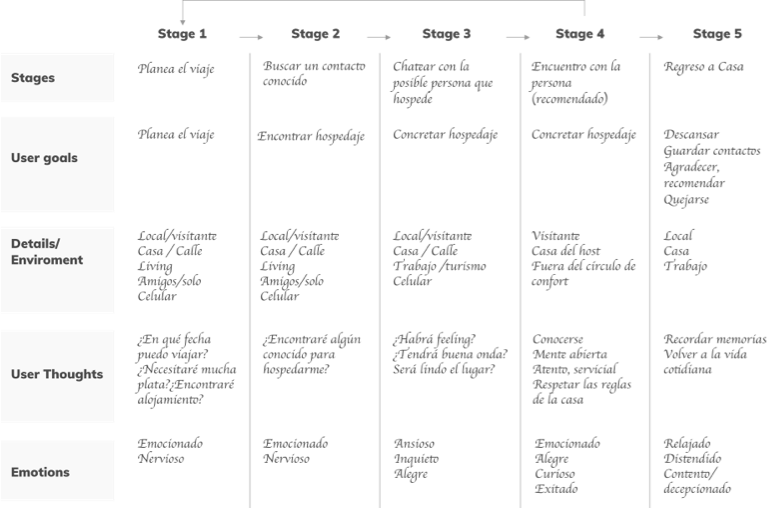 Stage 1
Stage 2
Stage 3
Stage 4
Stage 5
Stages
Planea el viaje
Buscar un contacto
conocido
Chatear con la
posible persona que
hospede
Encuentro con la
persona
(recomendado)
Regreso a Casa
User goals
Planea el viaje
Encontrar hospedaje
Concretar hospedaje
Concretar hospedaje
Descansar
Guardar contactos
Agradecer,
recomendar
Quejarse
Details/
Enviroment
Local/visitante
Casa / Calle
Living
Amigos/solo
Celular
Local/visitante
Casa / Calle
Living
Amigos/solo
Celular
Local/visitante
Casa / Calle
Trabajo /turismo
Celular
Visitante
Casa del host
Fuera del circulo de
confort
Local
Casa
Trabajo
User Thoughts
¿En qué fecha
puedo viajar?
¿Necesitaré mucha
plata?¿Encontraré
alojamiento?
¿Encontraré algún
conocido para
hospedarme?
¿Habrá feeling?
¿Tendrá buena onda?
Será lindo el lugar?
Conocerse
Mente abierta
Atento, servicial
Respetar las reglas
de la casa
Recordar memorias
Volver a la vida
cotidiana
Emotions
Emocionado
Nervioso
Emocionado
Nervioso
Ansioso
Inquieto
Alegre
Emocionado
Alegre
Curioso
Exitado
Relajado
Distendido
Contento/
decepcionado